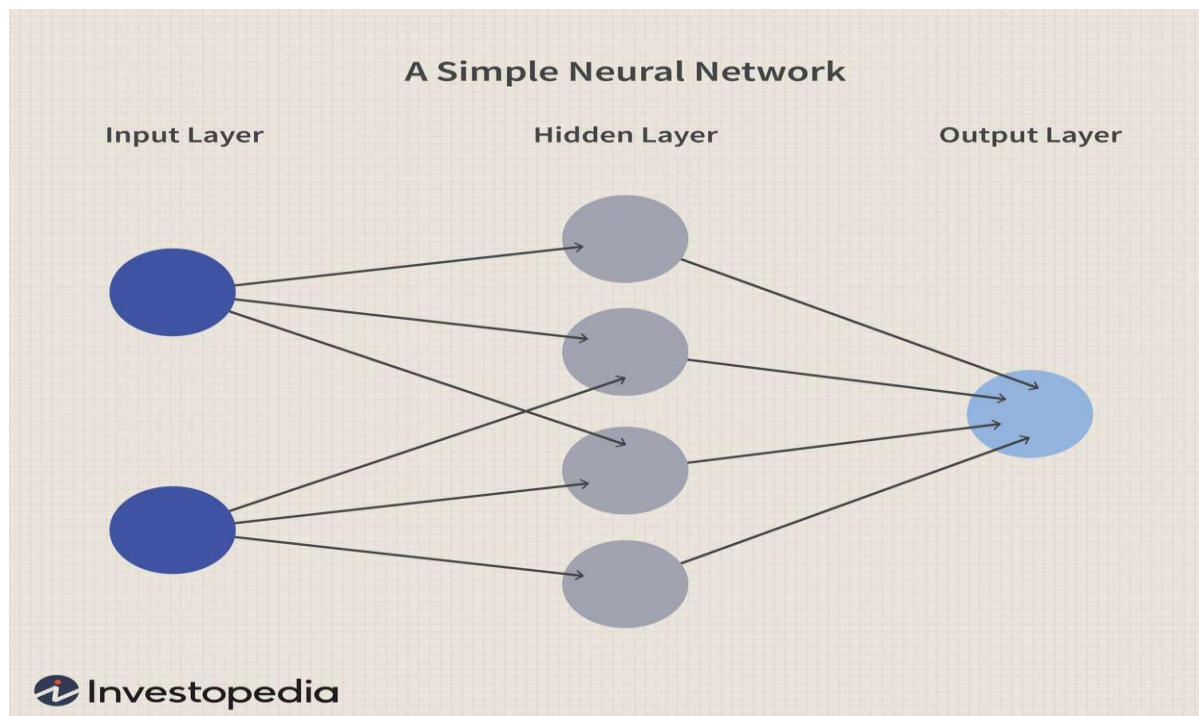 A Simple Neural Network
Input Layer
Hidden Layer
Output Layer
Investopedia